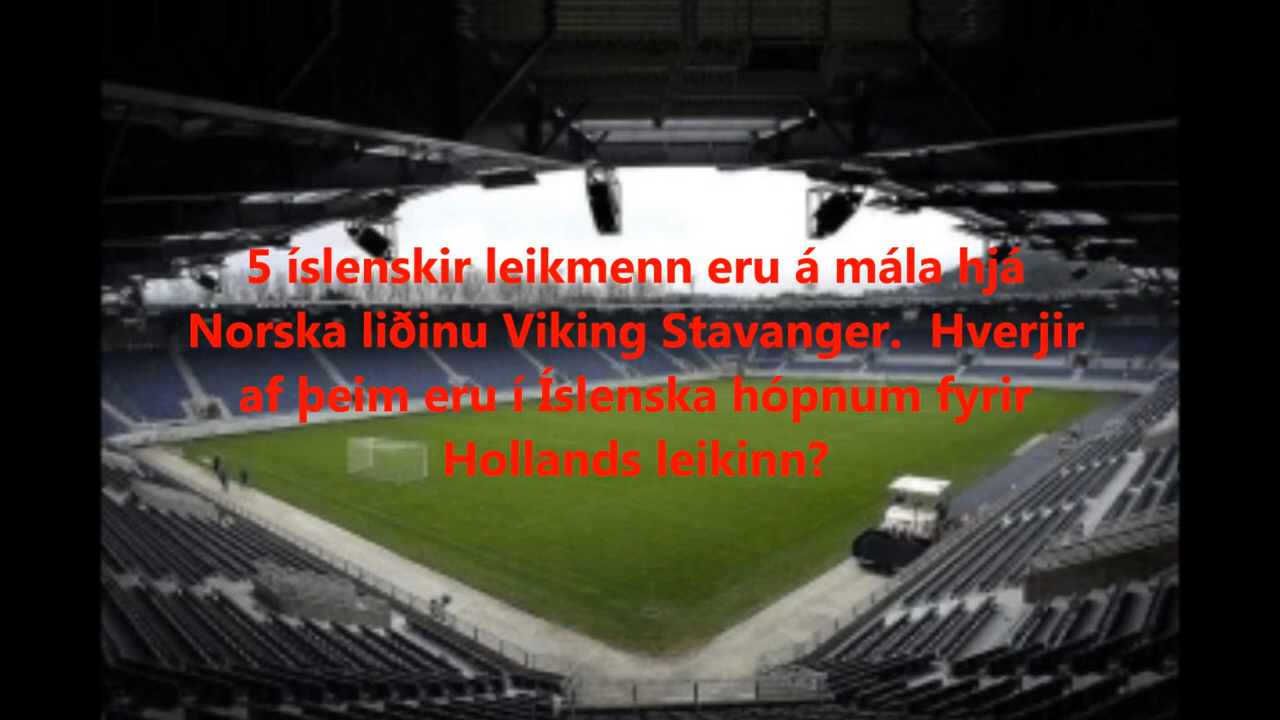 5 íslenskir leikmenn eru á mála hjá
Norska liðinu Viking Stavanger.  Hverjir
af þeim eru í Íslenska hópnum fyrir
Hollands leikinn?